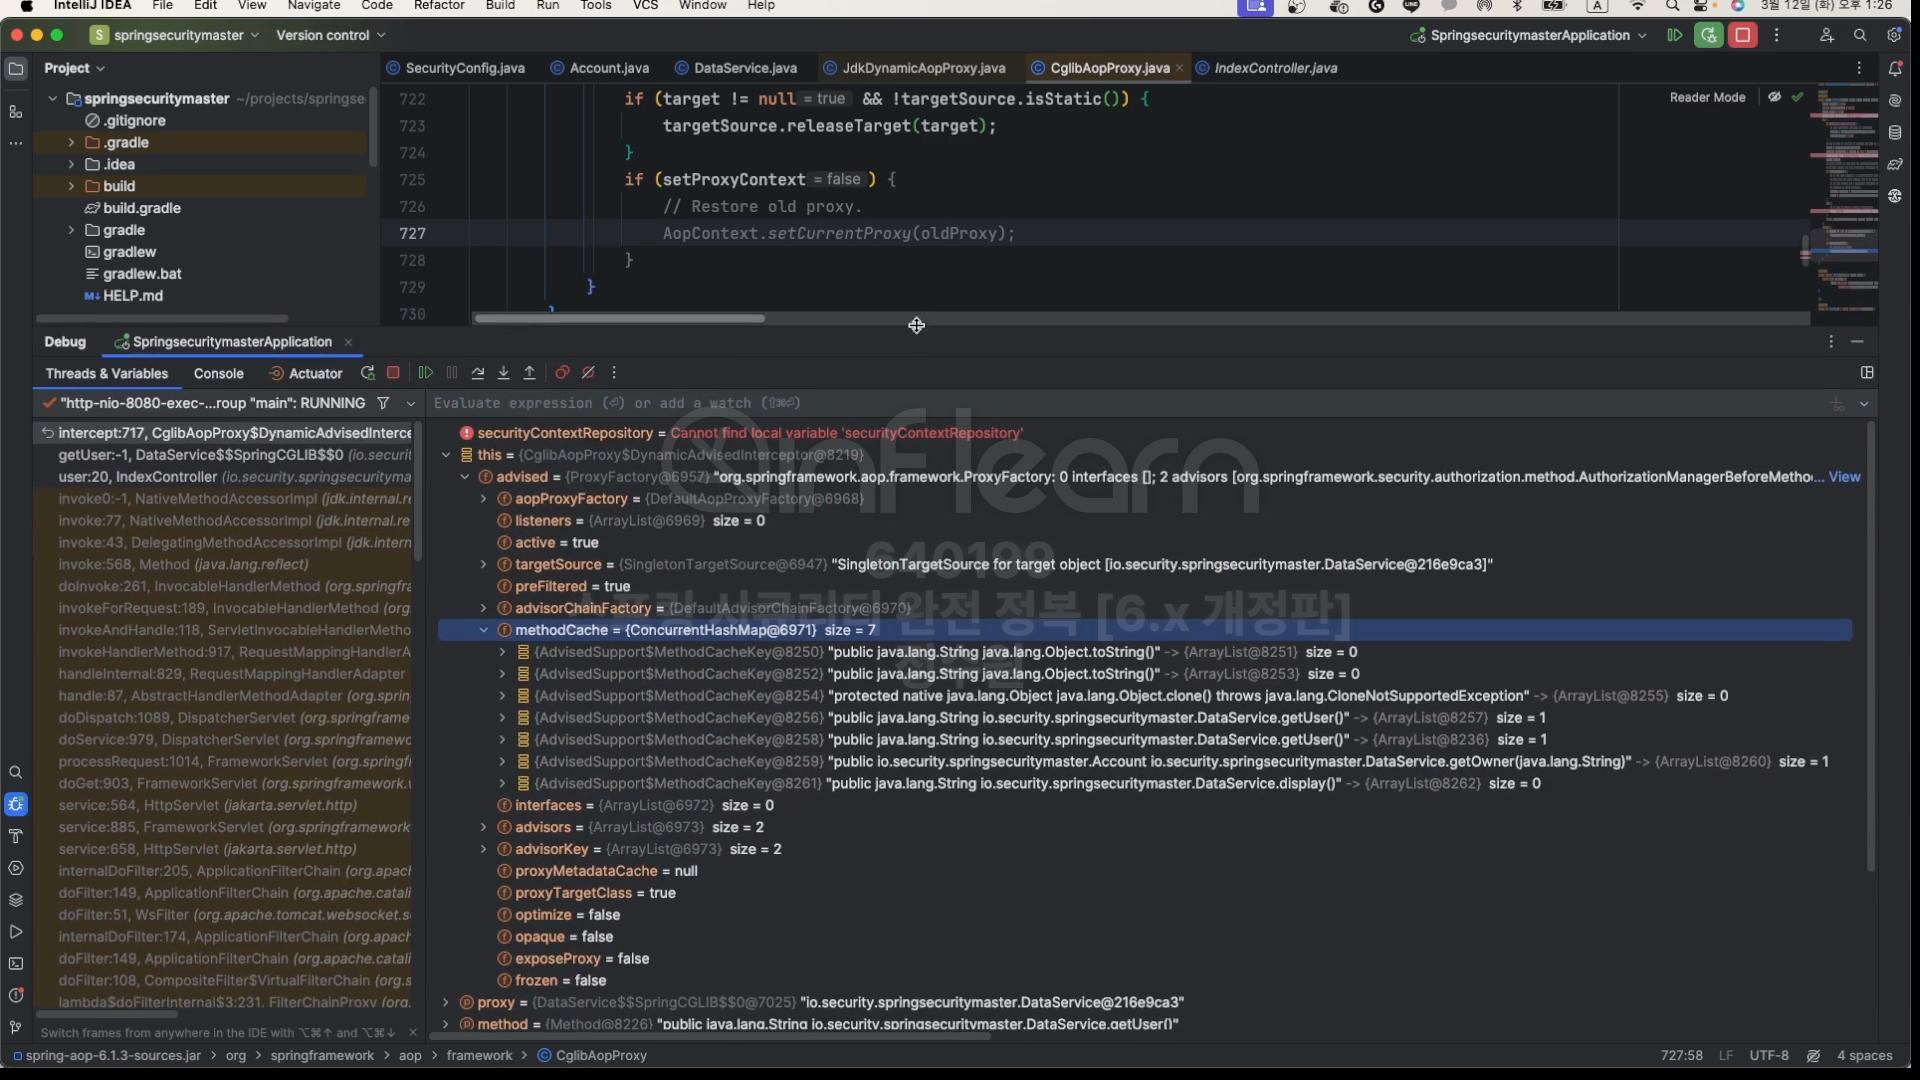 IntelliJ IDEA File Edit View Navigate Code Refactor Build Run Tools VCS Window Help A 3월 12일 (화) 오후 1:26
S springsecuritymaster Version control SpringsecuritymasterApplication
Project SecurityConfig.java Account.java DataService.java JdkDynamicAopProxy.java CglibAopProxy.java IndexController.java
springsecuritymaster ~/projects/springse
.gitignore
.gradle
.idea
build
build.gradle
gradle
gradlew
gradlew.bat
HELP.md
Reader Mode
722 if (target != null = true && !targetSource.isStatic()) {
723 targetSource.releaseTarget(target);
724 }
725 if (setProxyContext = false ) {
726 // Restore old proxy.
727 AopContext.setCurrentProxy(oldProxy);
728 }
729 }
730
Debug SpringsecuritymasterApplication
Threads & Variables Console Actuator
"http-nio-8080-exec-...roup "main": RUNNING
intercept:717, CglibAopProxy$DynamicAdvisedInterce
getUser:-1, DataService$$SpringCGLIB$$0 (io.securit
user:20, IndexController (io.security.springsecurityma
invoke0:-1, NativeMethodAccessorImpl (jdk.internal.re
invoke:77, NativeMethodAccessorImpl (jdk.internal.re
invoke:43, DelegatingMethodAccessorImpl (jdk.intern
invoke:568, Method (java.lang.reflect)
doInvoke:261, InvocableHandlerMethod (org.springfra
invokeForRequest:189, InvocableHandlerMethod (org.s
invokeAndHandle:118, ServletInvocableHandlerMetho
invokeHandlerMethod:917, RequestMappingHandlerA
handleInternal:829, RequestMappingHandlerAdapter
handle:87, AbstractHandlerMethodAdapter (org.sprin
doDispatch:1089, DispatcherServlet (org.springframe
doService:979, DispatcherServlet (org.springframewo
processRequest:1014, FrameworkServlet (org.springfr
doGet:903, FrameworkServlet (org.springframework.
service:564, HttpServlet (jakarta.servlet.http)
service:885, FrameworkServlet (org.springframework
service:658, HttpServlet (jakarta.servlet.http)
internalDoFilter:205, ApplicationFilterChain (org.apac
doFilter:149, ApplicationFilterChain (org.apache.catali
doFilter:51, WsFilter (org.apache.tomcat.websocket.s
internalDoFilter:174, ApplicationFilterChain (org.apach
doFilter:149, ApplicationFilterChain (org.apache.catali
doFilter:108, CompositeFilter$VirtualFilterChain (org.s
lambda$doFilterInternal$3:231, FilterChainProxy (org.
Switch frames from anywhere in the IDE with ⌥⌘↑ and ⌥⌘↓
Evaluate expression (⏎) or add a watch (⇧⌘⏎)
securityContextRepository = Cannot find local variable 'securityContextRepository'
this = {CglibAopProxy$DynamicAdvisedInterceptor@8219}
advised = {ProxyFactory@6957} "org.springframework.aop.framework.ProxyFactory: 0 interfaces []; 2 advisors [org.springframework.security.authorization.method.AuthorizationManagerBeforeMetho... View
aopProxyFactory = {DefaultAopProxyFactory@6968}
listeners = {ArrayList@6969} size = 0
active = true
targetSource = {SingletonTargetSource@6947} "SingletonTargetSource for target object [io.security.springsecuritymaster.DataService@216e9ca3]"
preFiltered = true
advisorChainFactory = {DefaultAdvisorChainFactory@6970}
methodCache = {ConcurrentHashMap@6971} size = 7
{AdvisedSupport$MethodCacheKey@8250} "public java.lang.String java.lang.Object.toString()" -> {ArrayList@8251} size = 0
{AdvisedSupport$MethodCacheKey@8252} "public java.lang.String java.lang.Object.toString()" -> {ArrayList@8253} size = 0
{AdvisedSupport$MethodCacheKey@8254} "protected native java.lang.Object java.lang.Object.clone() throws java.lang.CloneNotSupportedException" -> {ArrayList@8255} size = 0
{AdvisedSupport$MethodCacheKey@8256} "public java.lang.String io.security.springsecuritymaster.DataService.getUser()" -> {ArrayList@8257} size = 1
{AdvisedSupport$MethodCacheKey@8258} "public java.lang.String io.security.springsecuritymaster.DataService.getUser()" -> {ArrayList@8236} size = 1
{AdvisedSupport$MethodCacheKey@8259} "public io.security.springsecuritymaster.Account io.security.springsecuritymaster.DataService.getOwner(java.lang.String)" -> {ArrayList@8260} size = 1
{AdvisedSupport$MethodCacheKey@8261} "public java.lang.String io.security.springsecuritymaster.DataService.display()" -> {ArrayList@8262} size = 0
interfaces = {ArrayList@6972} size = 0
advisors = {ArrayList@6973} size = 2
advisorKey = {ArrayList@6973} size = 2
proxyMetadataCache = null
proxyTargetClass = true
optimize = false
opaque = false
exposeProxy = false
frozen = false
proxy = {DataService$$SpringCGLIB$$0@7025} "io.security.springsecuritymaster.DataService@216e9ca3"
method = {Method@8226} "public java.lang.String io.security.springsecuritymaster.DataService.getUser()"
inflearn
640199
스프링 시큐리티 완전 정복 [6.x 개정판]
spring-aop-6.1.3-sources.jar > org > springframework > aop > framework > CglibAopProxy 727:58 LF UTF-8 4 spaces